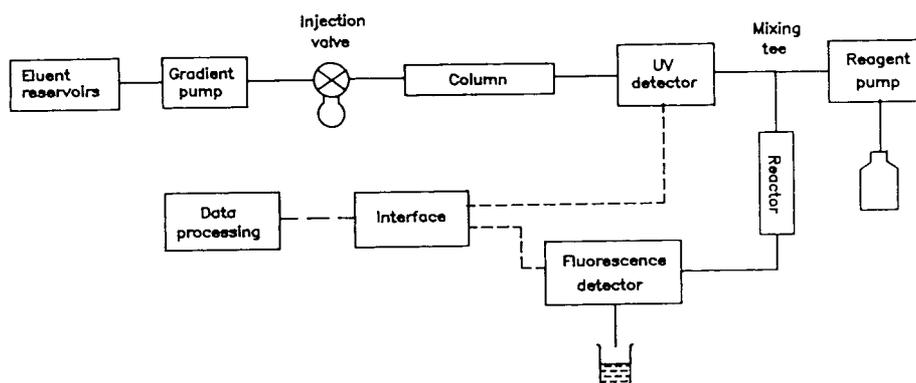 Injection
valve
Mixing
tee
Eluent
reservoirs
Gradient
pump
Column
UV
detector
Reagent
pump
Reactor
Data
processing
Interface
Fluorescence
detector